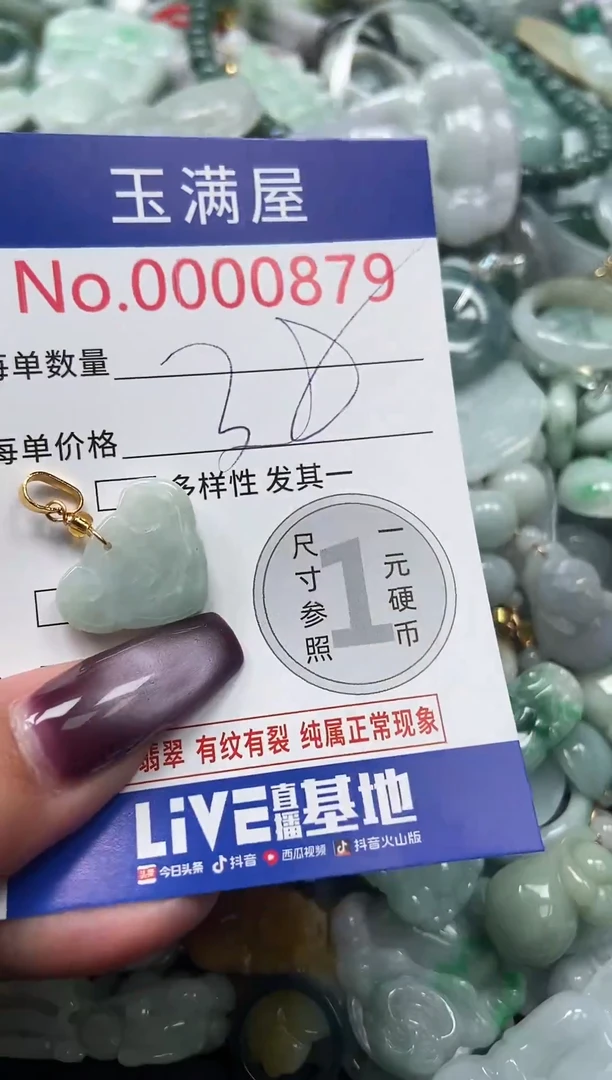 玉满屋
No.0000879
每单数量
每单价格
多样性 发其一
尺寸参照
1
一元硬币
翡翠 有纹有裂 纯属正常现象
LiVE直播基地
头条 今日头条 抖音 西瓜视频 抖音火山版